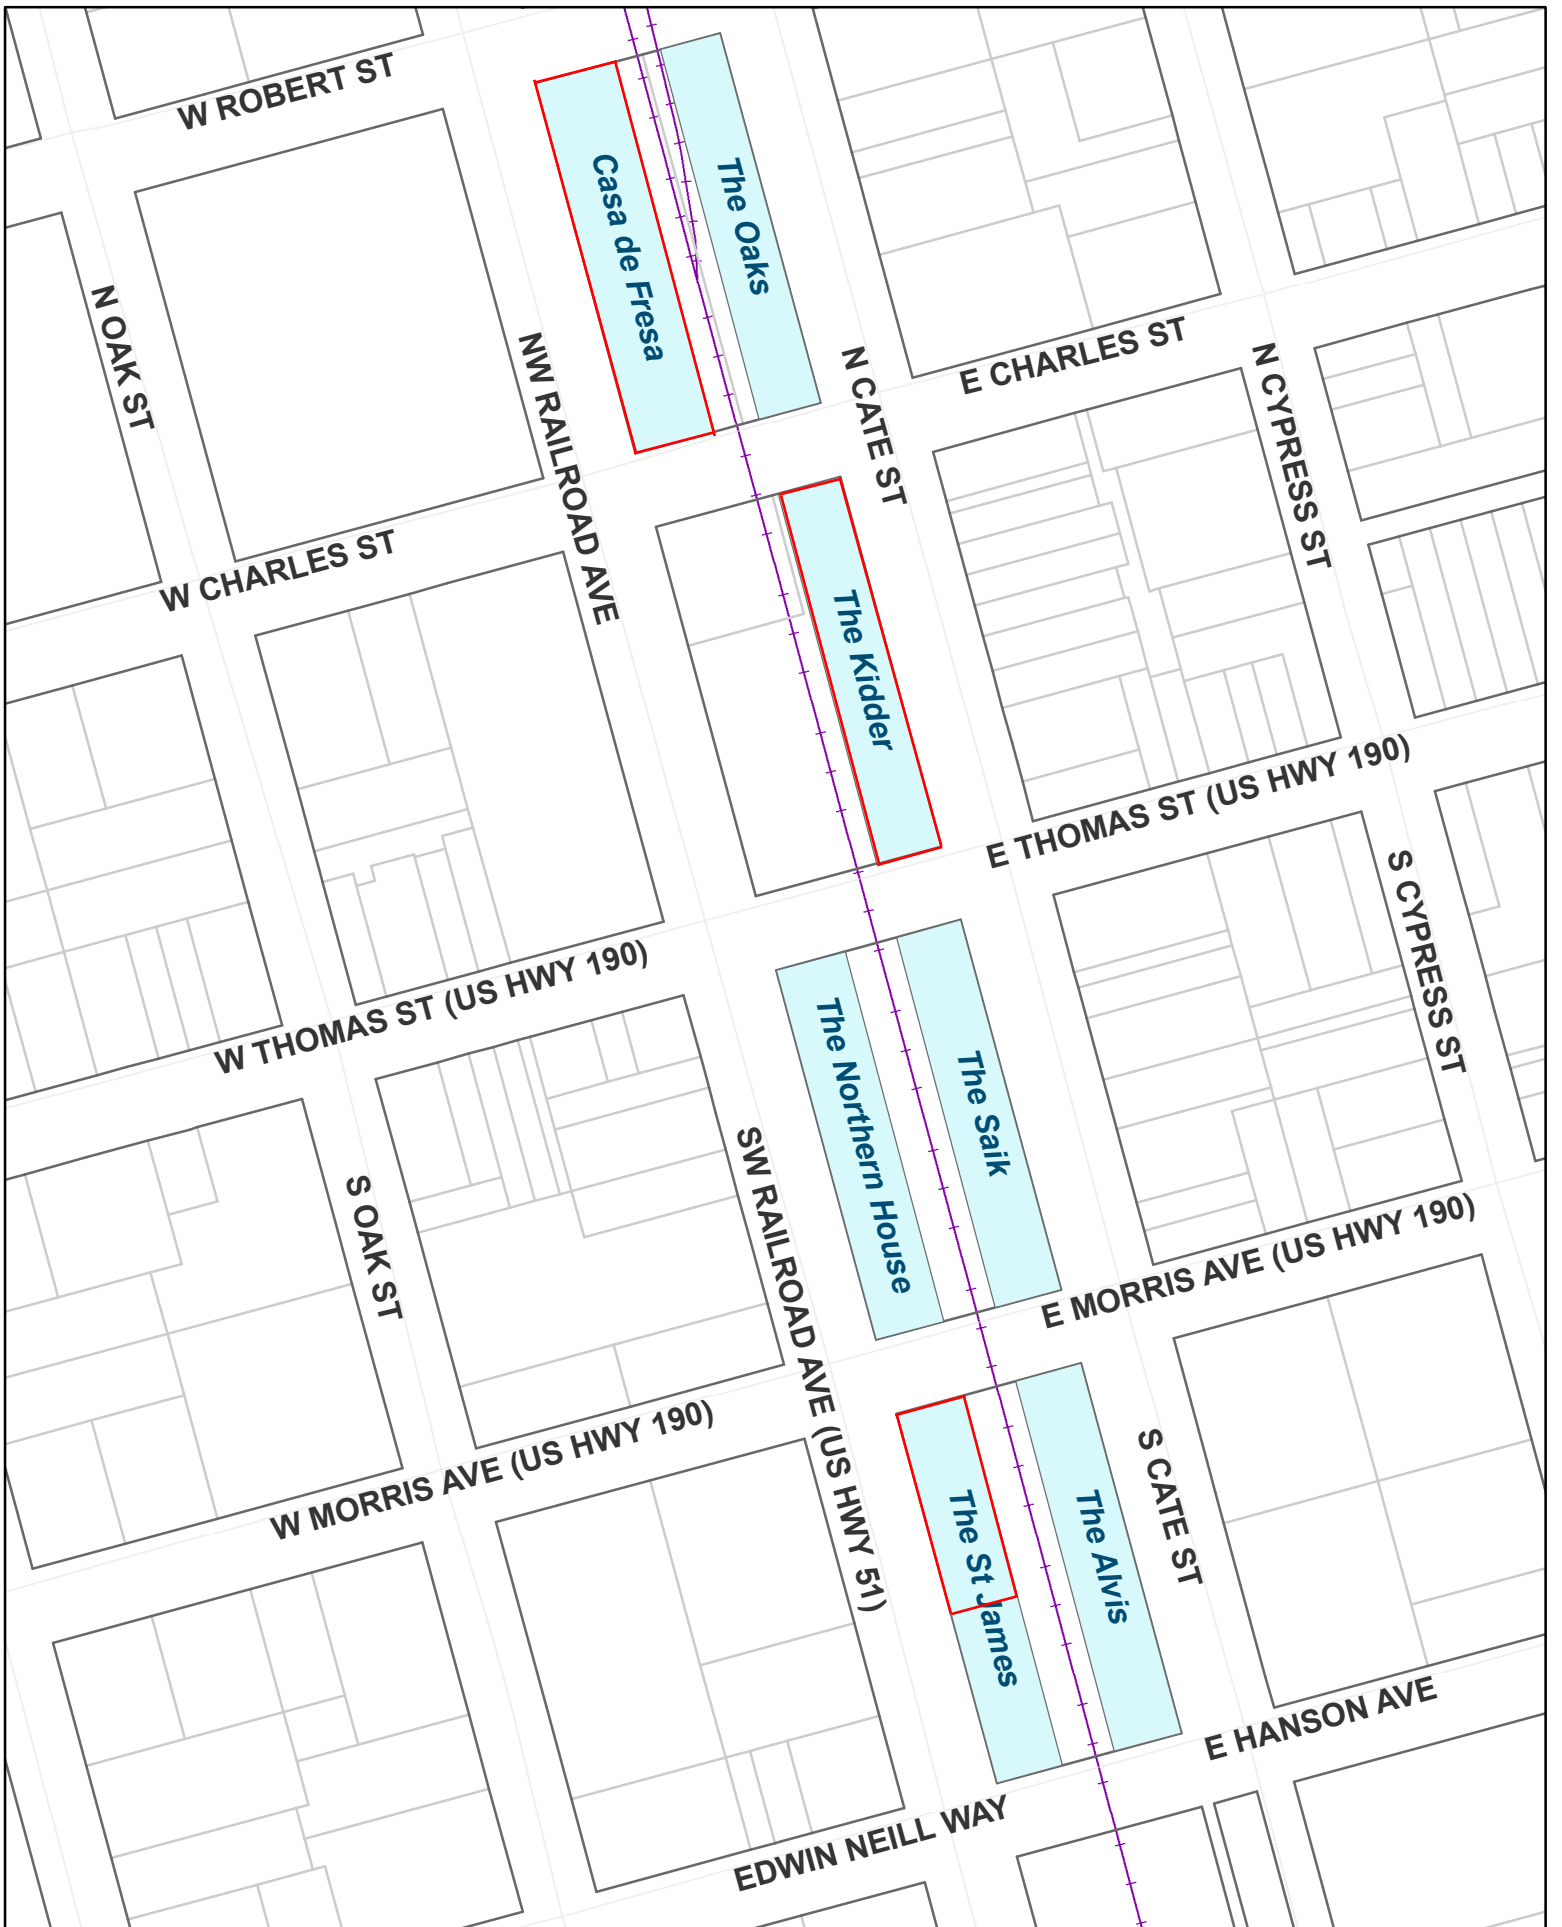 W ROBERT ST
Casa de Fresa
The Oaks
N OAK ST
NW RAILROAD AVE
N CATE ST
E CHARLES ST
N CYPRESS ST
W CHARLES ST
The Kidder
E THOMAS ST (US HWY 190)
W THOMAS ST (US HWY 190)
S CYPRESS ST
The Northern House
The Saik
S OAK ST
SW RAILROAD AVE (US HWY 51)
E MORRIS AVE (US HWY 190)
W MORRIS AVE (US HWY 190)
The St James
The Alvis
S CATE ST
E HANSON AVE
EDWIN NEILL WAY